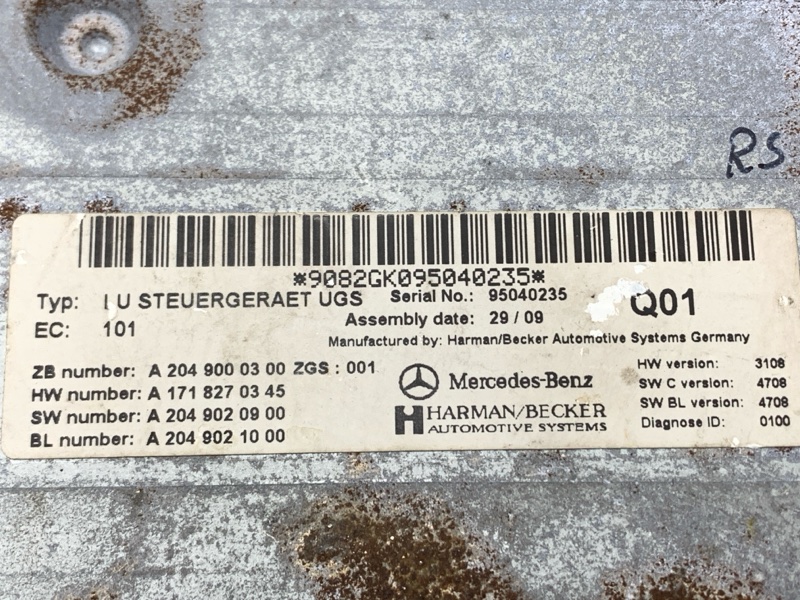 RS
*9082GK095040235*
Typ: I U STEUERGERAET UGS Serial No.: 95040235 Q01
EC: 101 Assembly date: 29 / 09
Manufactured by: Harman/Becker Automotive Systems Germany
ZB number: A 204 900 03 00 ZGS : 001
HW number: A 171 827 03 45
SW number: A 204 902 09 00
BL number: A 204 902 10 00
Mercedes-Benz
HARMAN/BECKER
AUTOMOTIVE SYSTEMS
HW version: 3108
SW C version: 4708
SW BL version: 4708
Diagnose ID: 0100